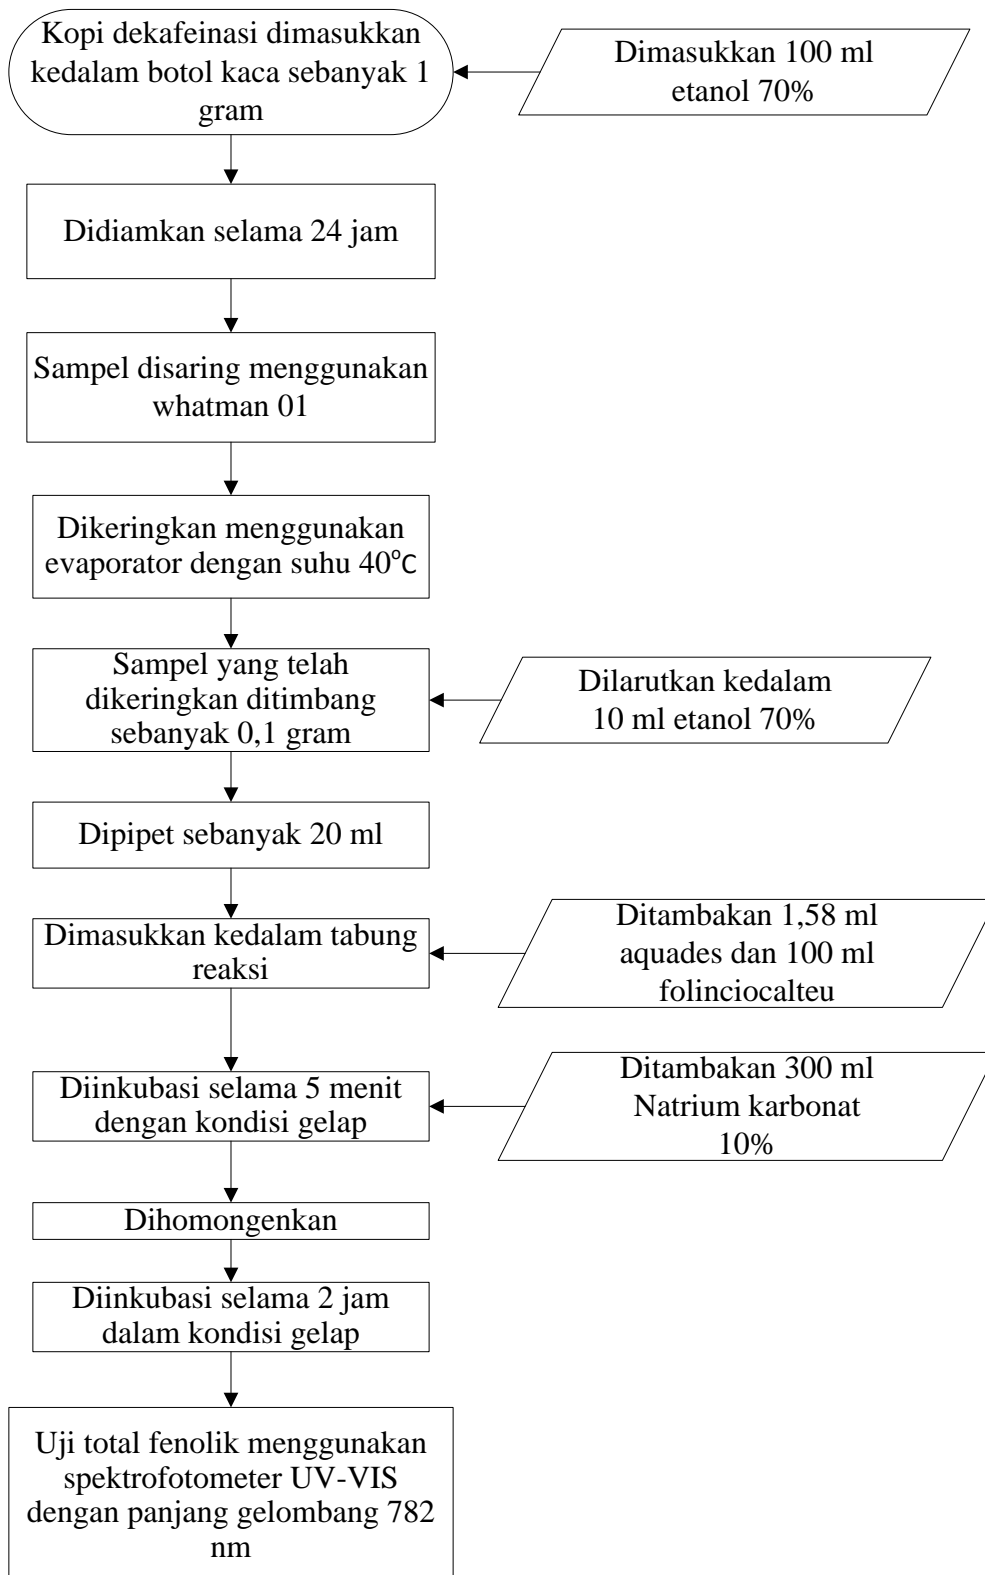 Kopi dekafeinasi dimasukkan
kedalam botol kaca sebanyak 1
gram
Dimasukkan 100 ml
etanol 70%
Didiamkan selama 24 jam
Sampel disaring menggunakan
whatman 01
Dikeringkan menggunakan
evaporator dengan suhu 40°C
Sampel yang telah
dikeringkan ditimbang
sebanyak 0,1 gram
Dilarutkan kedalam
10 ml etanol 70%
Dipipet sebanyak 20 ml
Dimasukkan kedalam tabung
reaksi
Ditambakan 1,58 ml
aquades dan 100 ml
folinciocalteu
Diinkubasi selama 5 menit
dengan kondisi gelap
Ditambakan 300 ml
Natrium karbonat
10%
Dihomongenkan
Diinkubasi selama 2 jam
dalam kondisi gelap
Uji total fenolik menggunakan
spektrofotometer UV-VIS
dengan panjang gelombang 782
nm